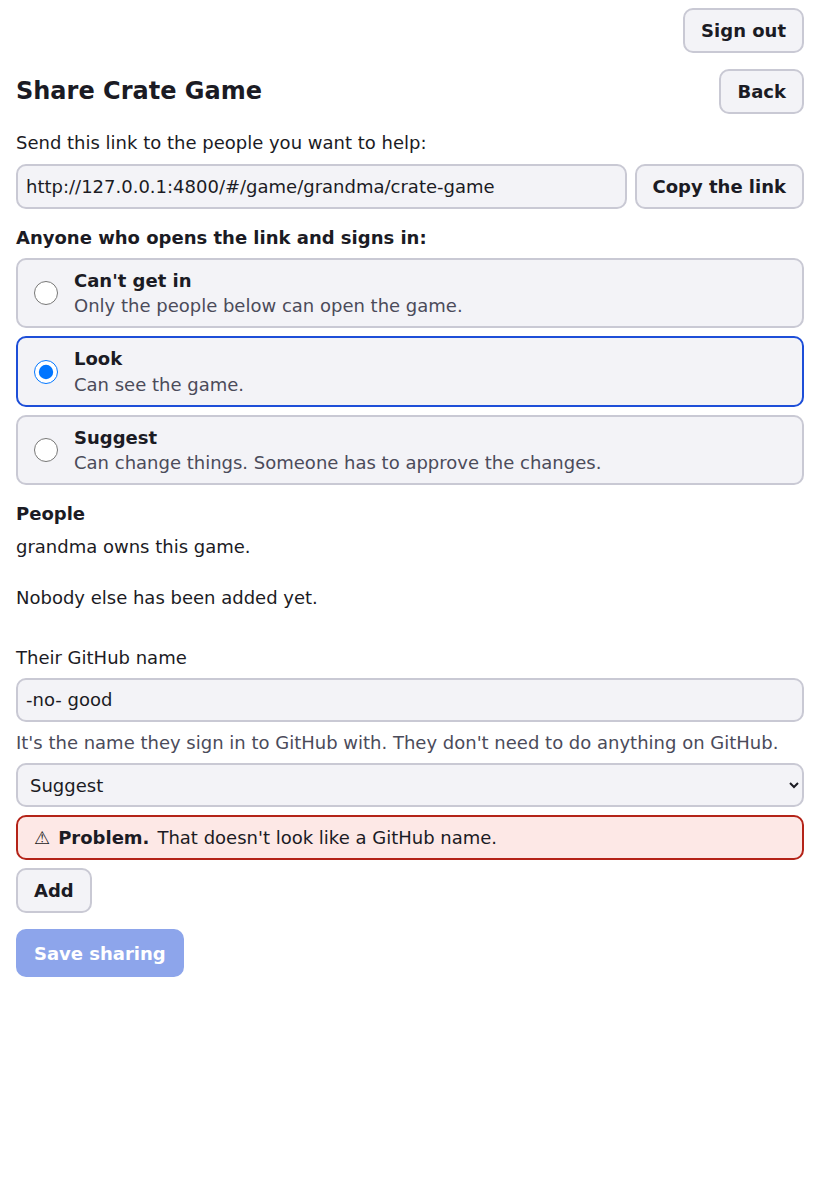 Sign out
Share Crate Game
Back
Send this link to the people you want to help:
http://127.0.0.1:4800/#/game/grandma/crate-game
Copy the link
Anyone who opens the link and signs in:
Can't get in
Only the people below can open the game.
Look
Can see the game.
Suggest
Can change things. Someone has to approve the changes.
People
grandma owns this game.
Nobody else has been added yet.
Their GitHub name
-no- good
It's the name they sign in to GitHub with. They don't need to do anything on GitHub.
Suggest
⚠ Problem. That doesn't look like a GitHub name.
Add
Save sharing